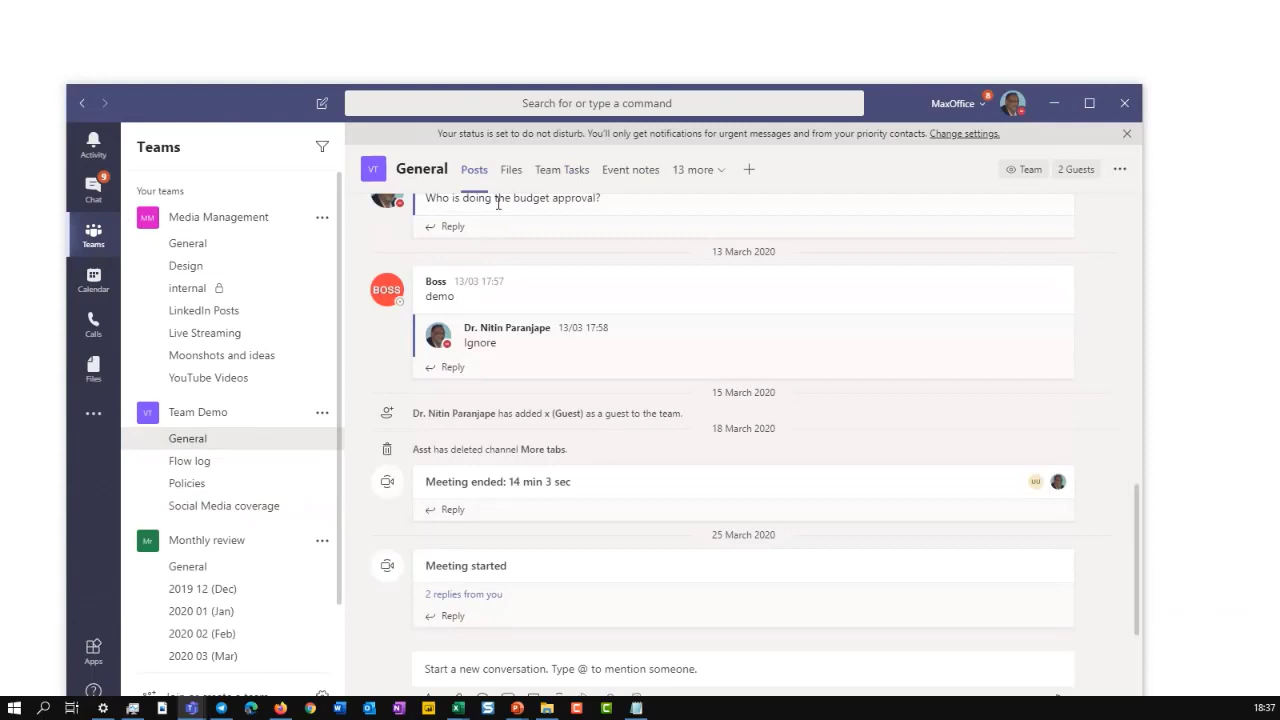 Search for or type a command
MaxOffice
8
Your status is set to do not disturb. You'll only get notifications for urgent messages and from your priority contacts. Change settings.
Activity
9
Chat
Teams
Calendar
Calls
Files
Apps
Teams
Your teams
MM Media Management
General
Design
internal
LinkedIn Posts
Live Streaming
Moonshots and ideas
YouTube Videos
VT Team Demo
General
Flow log
Policies
Social Media coverage
Mr Monthly review
General
2019 12 (Dec)
2020 01 (Jan)
2020 02 (Feb)
2020 03 (Mar)
Join or create a team
VT General Posts Files Team Tasks Event notes 13 more Team 2 Guests
Who is doing the budget approval?
Reply
13 March 2020
BOSS
Boss 13/03 17:57
demo
Dr. Nitin Paranjape 13/03 17:58
Ignore
Reply
15 March 2020
Dr. Nitin Paranjape has added x (Guest) as a guest to the team.
18 March 2020
Asst has deleted channel More tabs.
Meeting ended: 14 min 3 sec
UU
Reply
25 March 2020
Meeting started
2 replies from you
Reply
Start a new conversation. Type @ to mention someone.
18:37